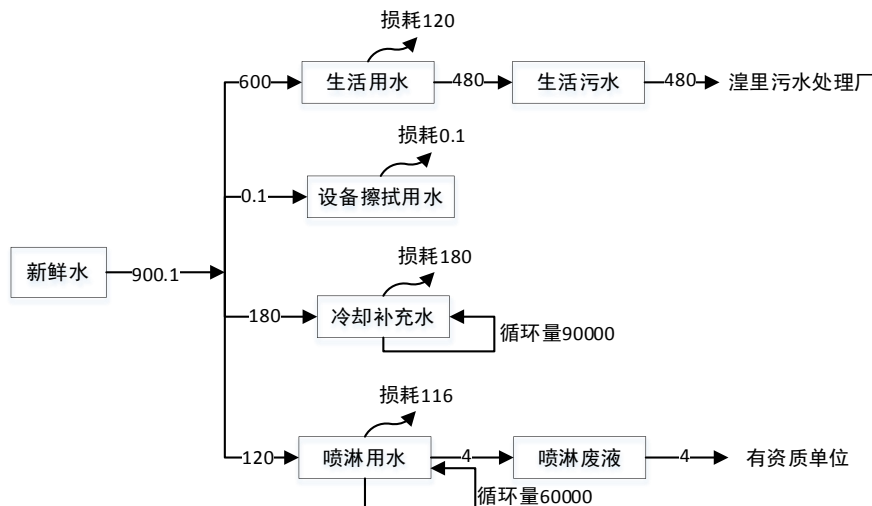 损耗120
600
生活用水
480
生活污水
480
湟里污水处理厂
损耗0.1
0.1
设备擦拭用水
新鲜水
900.1
损耗180
180
冷却补充水
循环量90000
损耗116
120
喷淋用水
4
喷淋废液
4
有资质单位
循环量60000